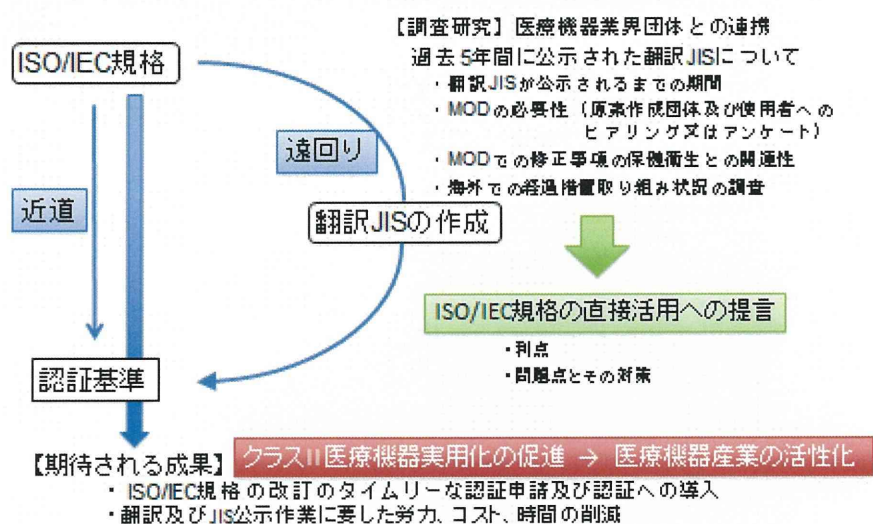 【調査研究】医療機器業界団体との連携
過去5年間に公示された翻訳JISについて
・翻訳JISが公示されるまでの期間
・MODの必要性（原案作成団体及び使用者への
ヒアリング又はアンケート）
・MODでの修正事項の保健衛生との関連性
・海外での経過措置取り組み状況の調査
ISO/IEC規格
遠回り
近道
翻訳JISの作成
ISO/IEC規格の直接活用への提言
・利点
・問題点とその対策
認証基準
【期待される成果】
クラスII医療機器実用化の促進 → 医療機器産業の活性化
・ISO/IEC規格の改訂のタイムリーな認証申請及び認証への導入
・翻訳及びJIS公示作業に要した労力、コスト、時間の削減